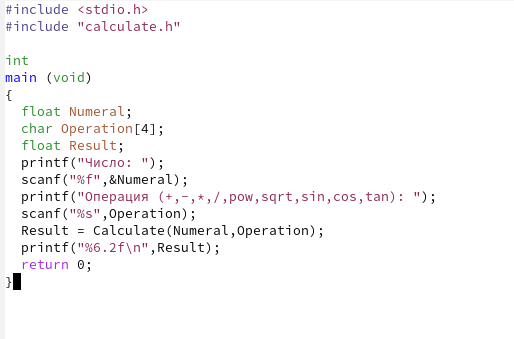 #include <stdio.h>
#include "calculate.h"

int
main (void)
{
  float Numeral;
  char Operation[4];
  float Result;
  printf("Число: ");
  scanf("%f",&Numeral);
  printf("Операция (+,-,*,/,pow,sqrt,sin,cos,tan): ");
  scanf("%s",Operation);
  Result = Calculate(Numeral,Operation);
  printf("%6.2f\n",Result);
  return 0;
}